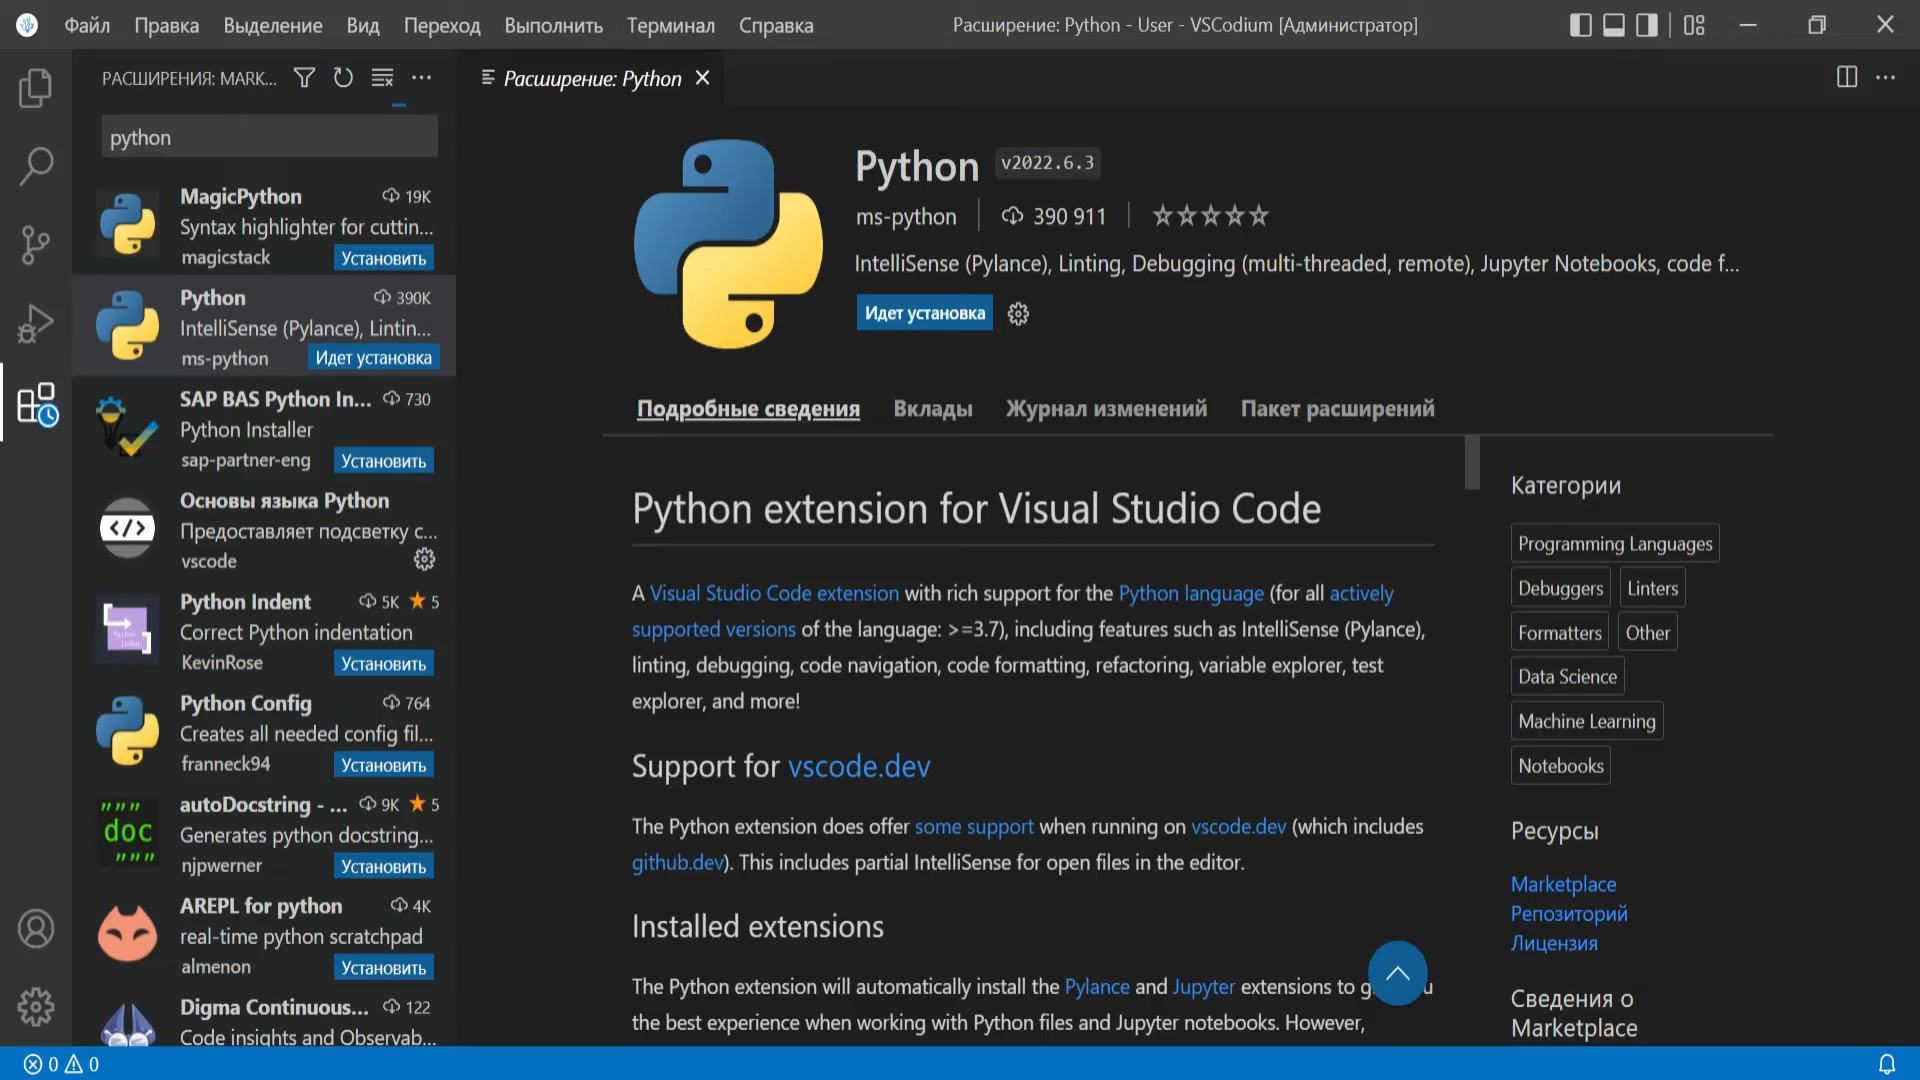 Файл Правка Выделение Вид Переход Выполнить Терминал Справка
Расширение: Python - User - VSCodium [Администратор]
РАСШИРЕНИЯ: MARK...
python
MagicPython 19K
Syntax highlighter for cuttin...
magicstack Установить
Python 390K
IntelliSense (Pylance), Lintin...
ms-python Идет установка
SAP BAS Python In... 730
Python Installer
sap-partner-eng Установить
Основы языка Python
Предоставляет подсветку с...
vscode
Python Indent 5K ★ 5
Correct Python indentation
KevinRose Установить
Python Config 764
Creates all needed config fil...
franneck94 Установить
autoDocstring - ... 9K ★ 5
Generates python docstring...
njpwerner Установить
AREPL for python 4K
real-time python scratchpad
almenon Установить
Digma Continuous... 122
Code insights and Observab...
""" doc """
Расширение: Python
Python v2022.6.3
ms-python 390 911
IntelliSense (Pylance), Linting, Debugging (multi-threaded, remote), Jupyter Notebooks, code f...
Идет установка
Подробные сведения Вклады Журнал изменений Пакет расширений
Python extension for Visual Studio Code
A Visual Studio Code extension with rich support for the Python language (for all actively
supported versions of the language: >=3.7), including features such as IntelliSense (Pylance),
linting, debugging, code navigation, code formatting, refactoring, variable explorer, test
explorer, and more!
Support for vscode.dev
The Python extension does offer some support when running on vscode.dev (which includes
github.dev). This includes partial IntelliSense for open files in the editor.
Installed extensions
The Python extension will automatically install the Pylance and Jupyter extensions to
the best experience when working with Python files and Jupyter notebooks. However,
Категории
Programming Languages
Debuggers Linters
Formatters Other
Data Science
Machine Learning
Notebooks
Ресурсы
Marketplace
Репозиторий
Лицензия
Сведения о
Marketplace
0 0